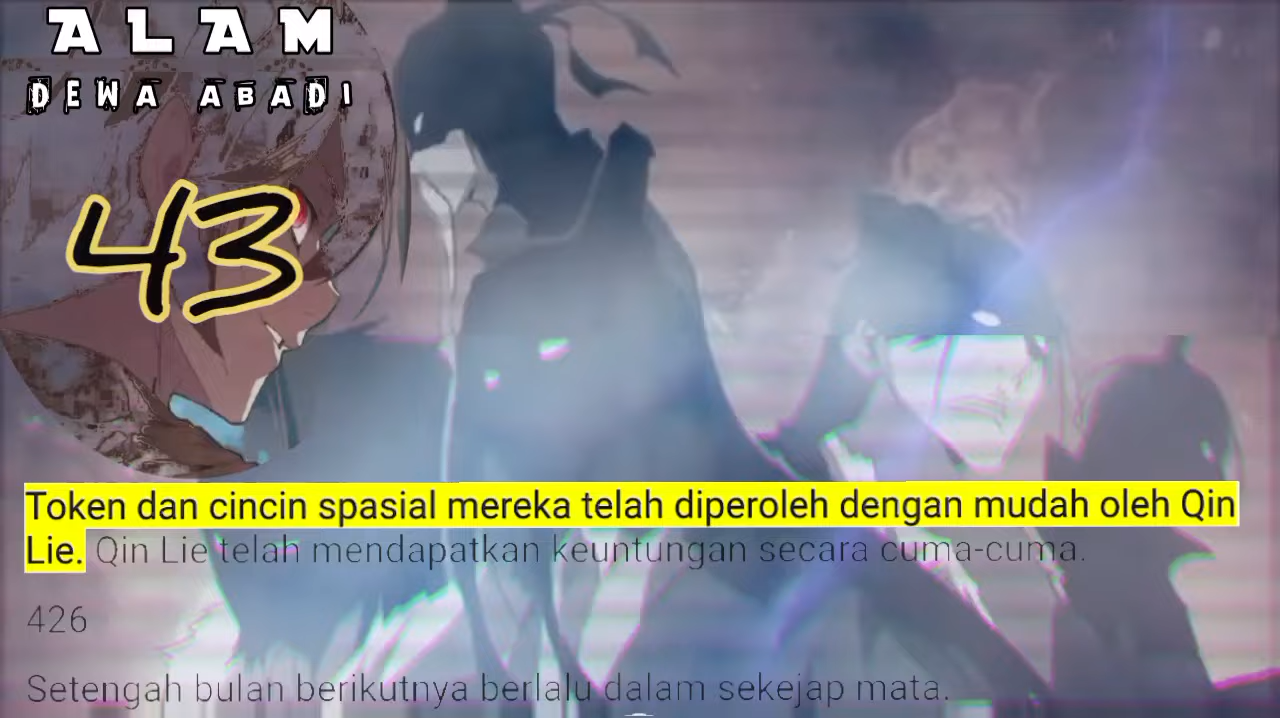 ALAM
DEWA ABADI
43
Token dan cincin spasial mereka telah diperoleh dengan mudah oleh Qin
Lie. Qin Lie telah mendapatkan keuntungan secara cuma-cuma.
426
Setengah bulan berikutnya berlalu dalam sekejap mata.